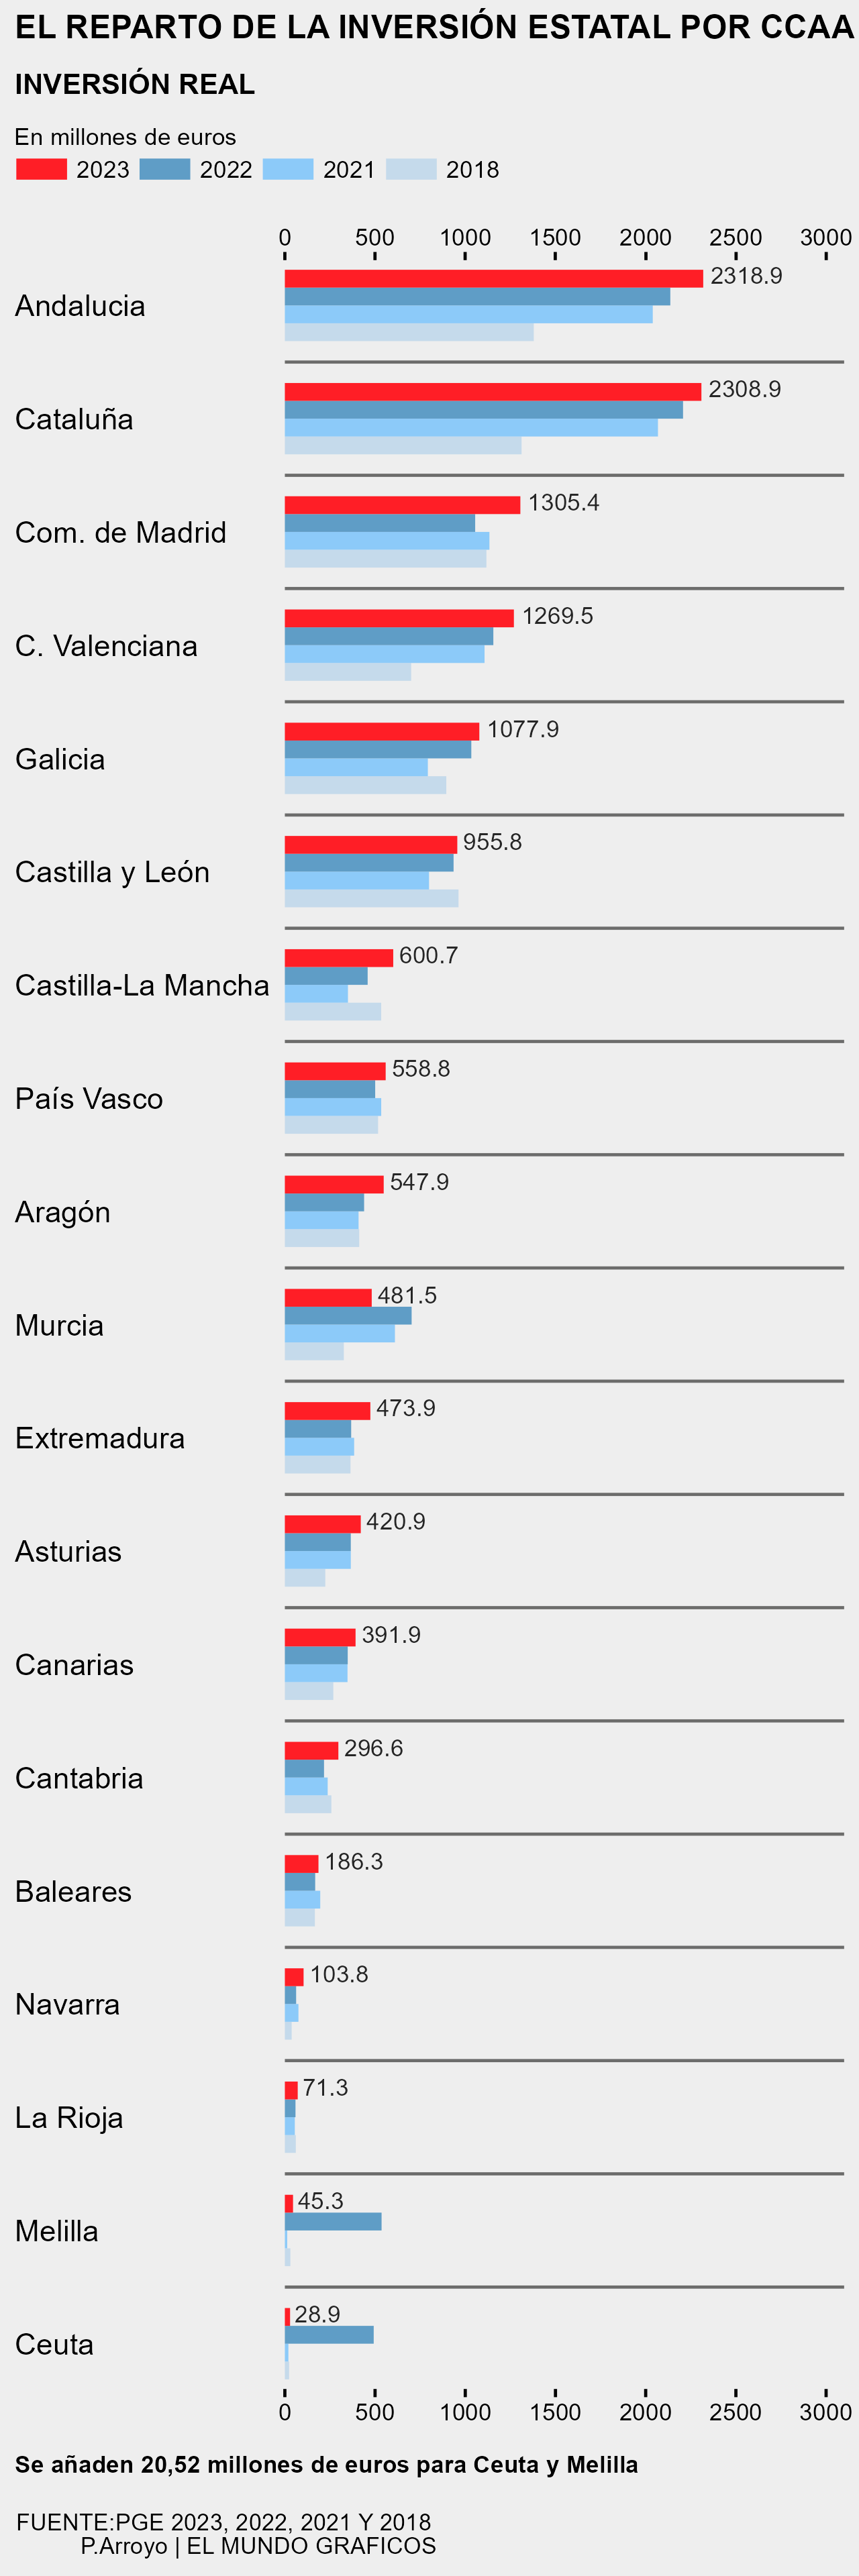 EL REPARTO DE LA INVERSIÓN ESTATAL POR CCAA
INVERSIÓN REAL
En millones de euros
2023 2022 2021 2018
0 500 1000 1500 2000 2500 3000
Andalucia 2318.9
Cataluña 2308.9
Com. de Madrid 1305.4
C. Valenciana 1269.5
Galicia 1077.9
Castilla y León 955.8
Castilla-La Mancha 600.7
País Vasco 558.8
Aragón 547.9
Murcia 481.5
Extremadura 473.9
Asturias 420.9
Canarias 391.9
Cantabria 296.6
Baleares 186.3
Navarra 103.8
La Rioja 71.3
Melilla 45.3
Ceuta 28.9
0 500 1000 1500 2000 2500 3000
Se añaden 20,52 millones de euros para Ceuta y Melilla
FUENTE:PGE 2023, 2022, 2021 Y 2018
P.Arroyo | EL MUNDO GRAFICOS